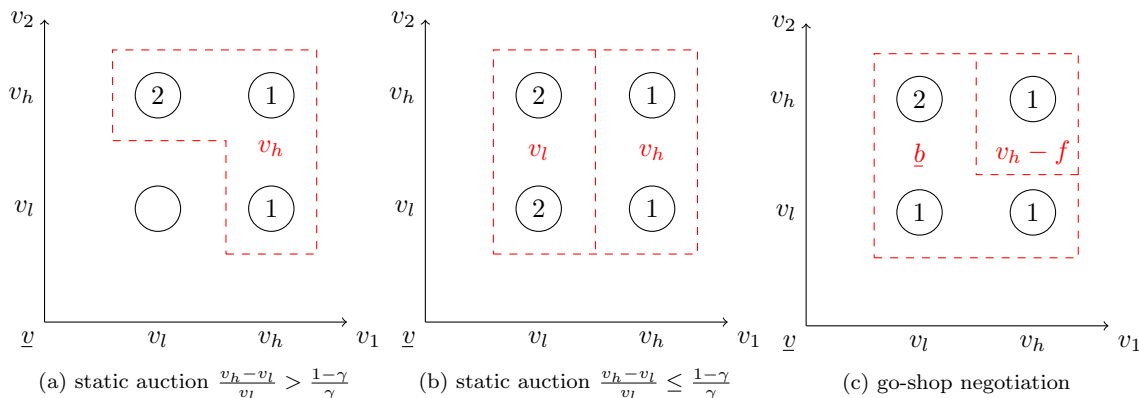 v₂
v_h
2
1
v_h
v_l
1
v̲
v_l
v_h
v₁
(a) static auction (v_h−v_l)/v_l > (1−γ)/γ
v₂
v_h
2
1
v_l
v_h
v_l
2
1
v̲
v_l
v_h
v₁
(b) static auction (v_h−v_l)/v_l ≤ (1−γ)/γ
v₂
v_h
2
1
b̲
v_h − f
v_l
1
1
v̲
v_l
v_h
v₁
(c) go-shop negotiation